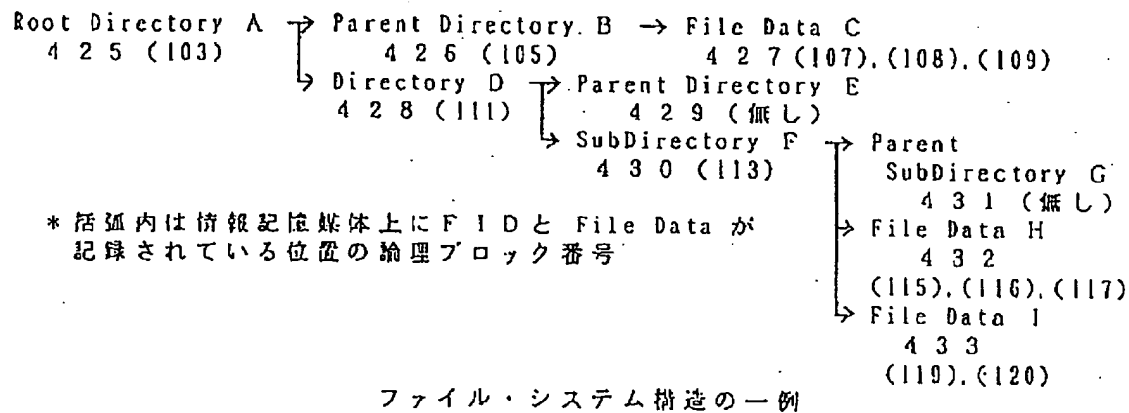 Root Directory A → Parent Directory. B → File Data C
4 2 5 (103) 4 2 6 (105) 4 2 7 (107), (108), (109)
Directory D → Parent Directory E
4 2 8 (111) 4 2 9 (無し)
SubDirectory F → Parent
4 3 0 (113) SubDirectory G
4 3 1 (無し)
*括弧内は情報記憶媒体上にFIDと File Data が
記録されている位置の論理ブロック番号
File Data H
4 3 2
(115), (116), (117)
File Data I
4 3 3
(119), (120)
ファイル・システム構造の一例